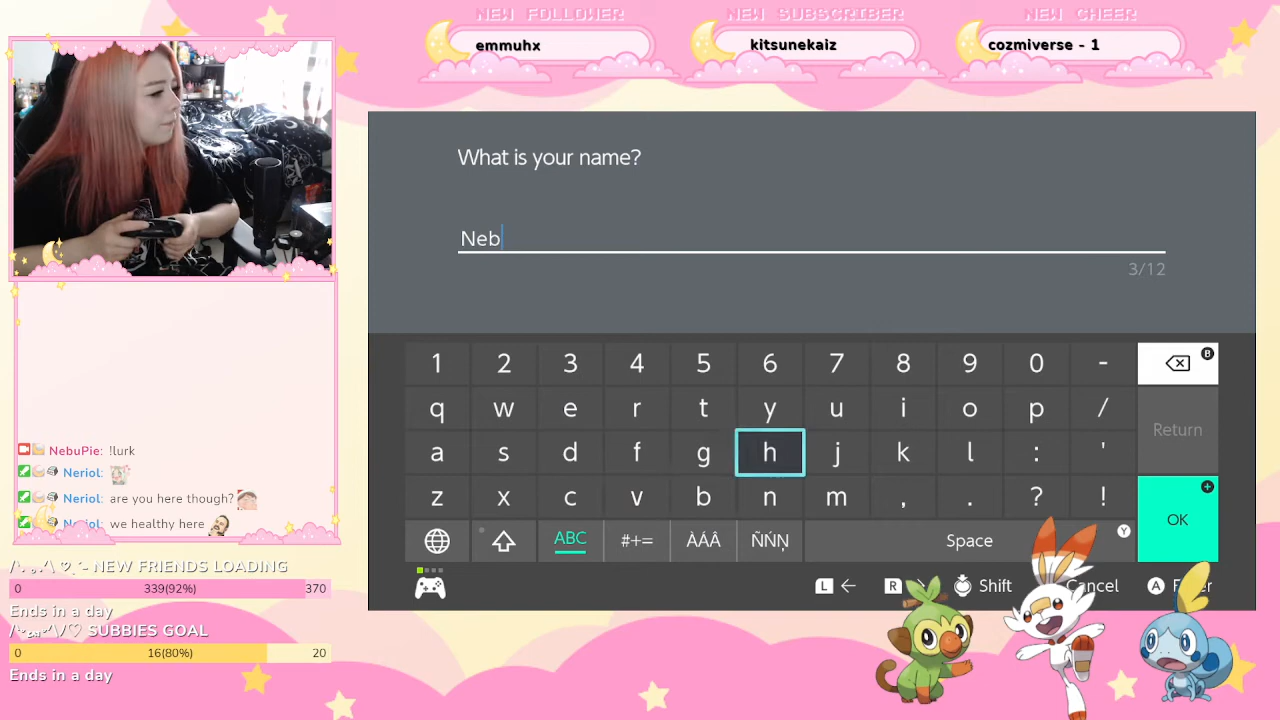 NEW FOLLOWER
NEW SUBSCRIBER
NEW CHEER
emmuhx
kitsunekaiz
cozmiverse - 1
What is your name?
Neb
3/12
1 2 3 4 5 6 7 8 9 0 -
q w e r t y u i o p /
Return
a s d f g h j k l : '
z x c v b n m , . ? !
OK
ABC #+= ÀÁÂ ÑŃŅ Space
B
+
Y
L R Shift Cancel A
NebuPie: !lurk
Neriol:
Neriol: are you here though?
Neriol: we healthy here
NEW FRIENDS LOADING
0 339(92%) 370
Ends in a day
SUBBIES GOAL
0 16(80%) 20
Ends in a day